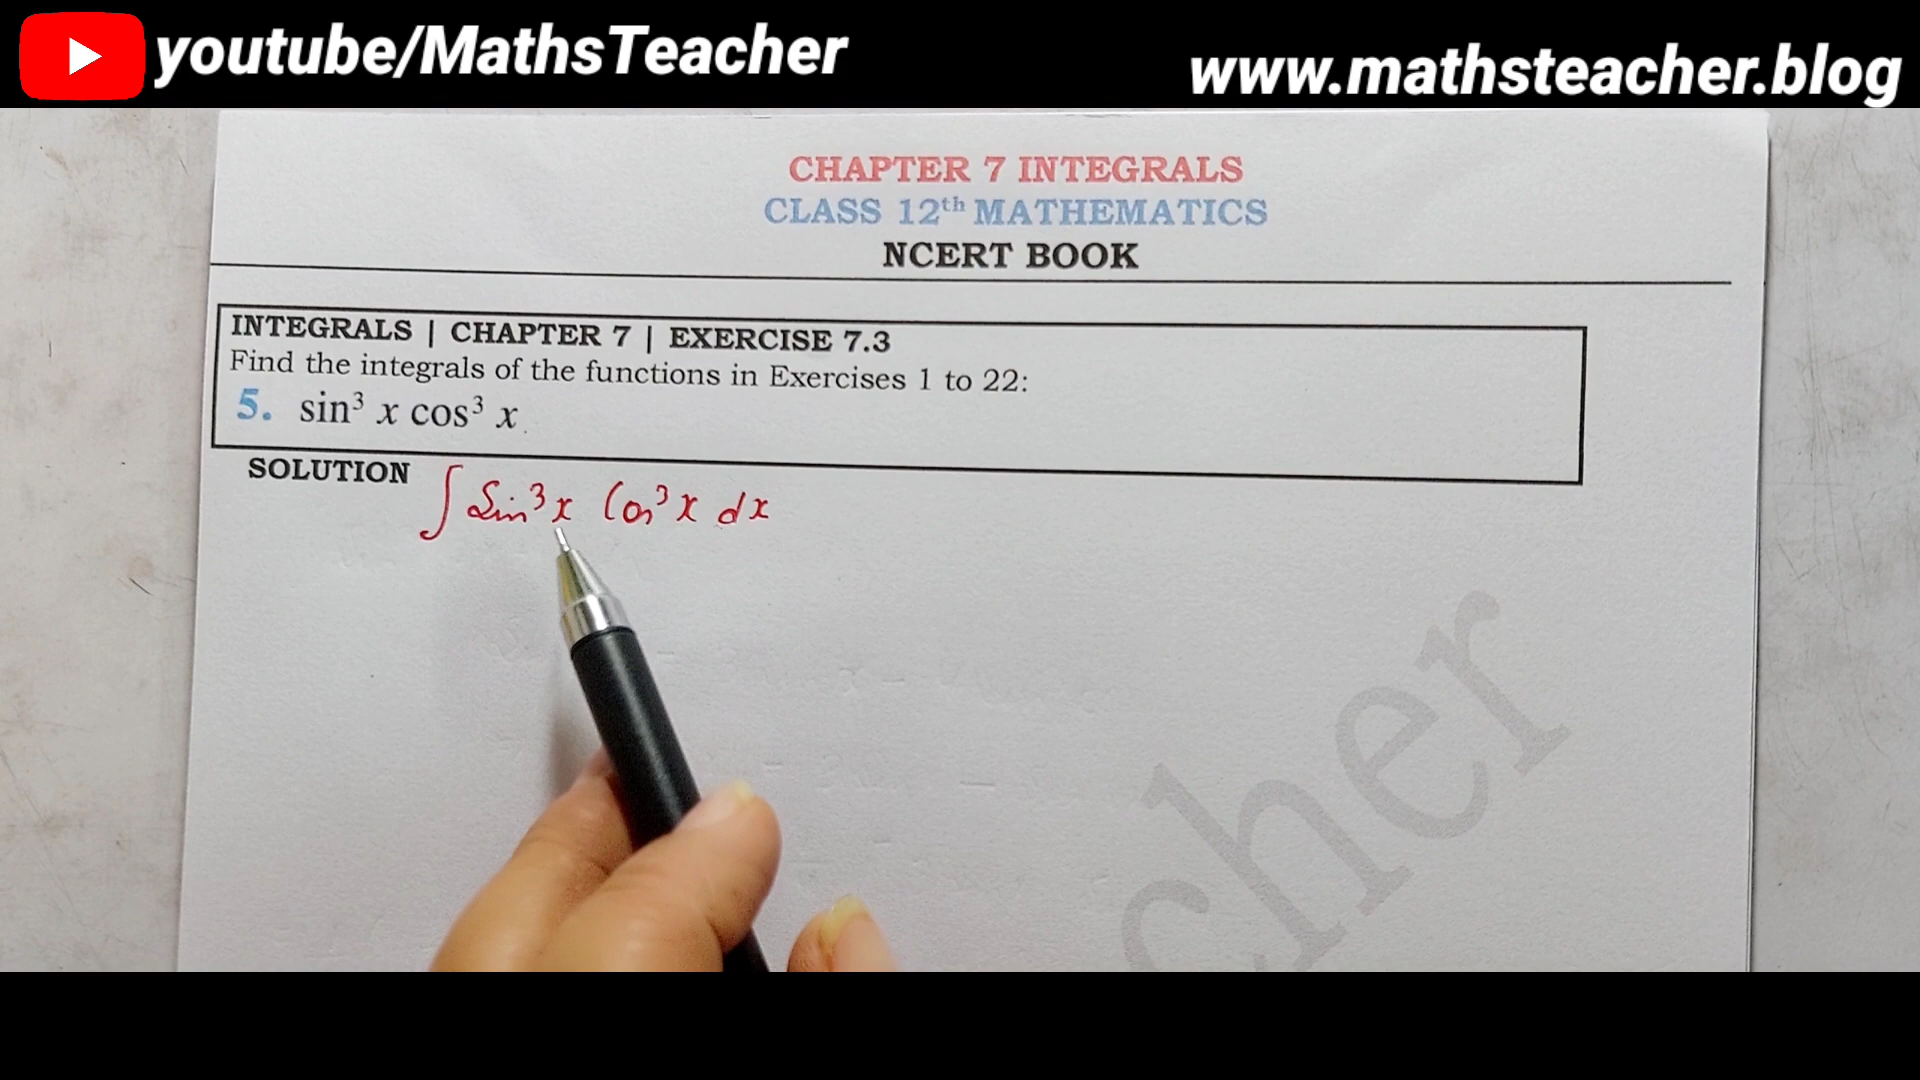 youtube/MathsTeacher
www.mathsteacher.blog
CHAPTER 7 INTEGRALS
CLASS 12th MATHEMATICS
NCERT BOOK
INTEGRALS | CHAPTER 7 | EXERCISE 7.3
Find the integrals of the functions in Exercises 1 to 22:
5. sin³ x cos³ x
SOLUTION ∫ Sin³x Cos³x dx
cher